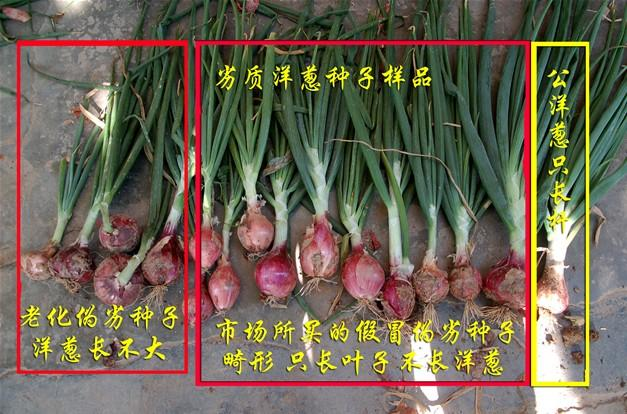 劣质洋葱种子样品
老化伪劣种子
洋葱长不大
市场所买的假冒伪劣种子
畸形 只长叶子 不长洋葱
公洋葱只长杆